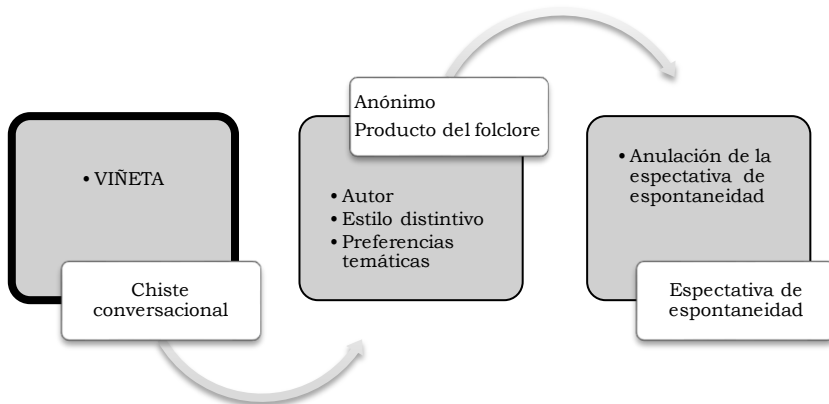 • VIÑETA
Chiste
conversacional
Anónimo
Producto del folclore
• Autor
• Estilo distintivo
• Preferencias
temáticas
• Anulación de la
espectativa de
espontaneidad
Espectativa de
espontaneidad